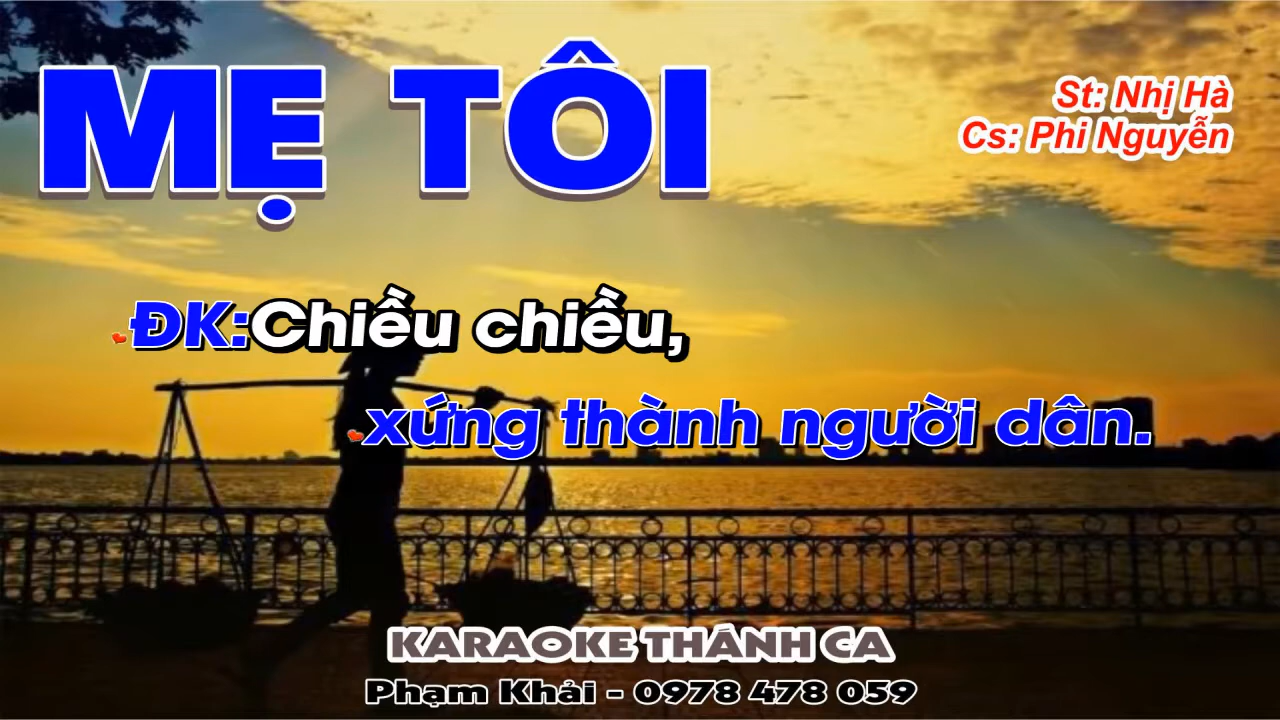 MẸ TÔI
St: Nhị Hà
Cs: Phi Nguyễn
ĐK:Chiều chiều,
xứng thành người dân.
KARAOKE THÁNH CA
Phạm Khải - 0978 478 059